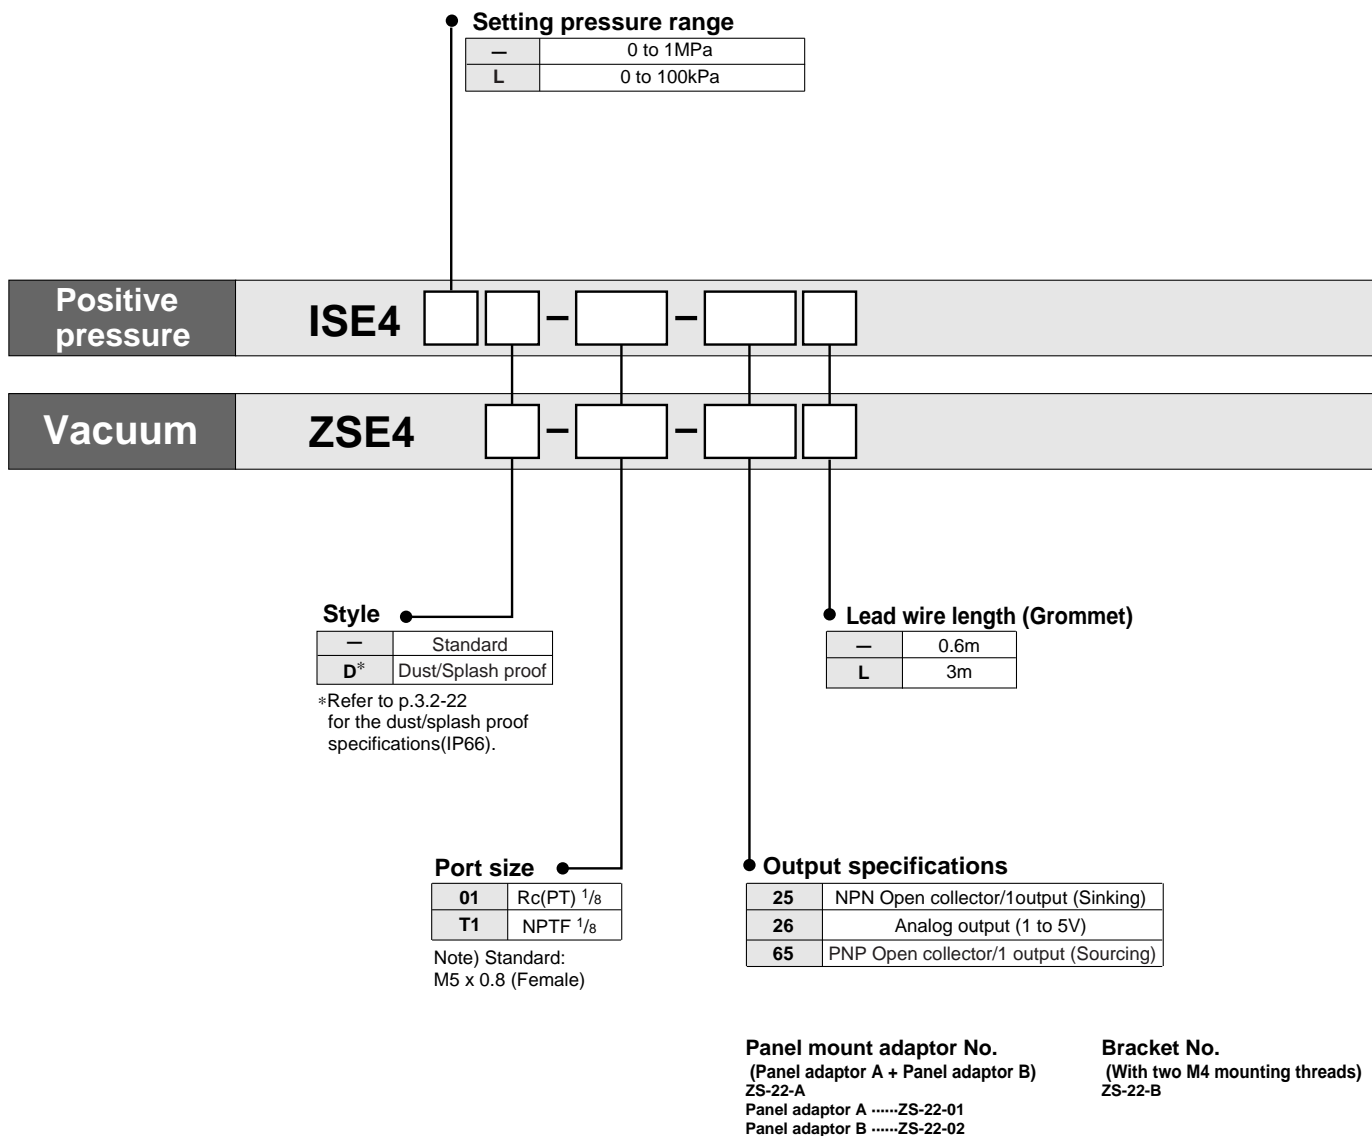 Setting pressure range
— 0 to 1MPa
L 0 to 100kPa
Positive
pressure
ISE4 – –
Vacuum
ZSE4 – –
Style
— Standard
D* Dust/Splash proof
*Refer to p.3.2-22
for the dust/splash proof
specifications(IP66).
Lead wire length (Grommet)
— 0.6m
L 3m
Port size
01 Rc(PT) 1/8
T1 NPTF 1/8
Note) Standard:
M5 x 0.8 (Female)
Output specifications
25 NPN Open collector/1output (Sinking)
26 Analog output (1 to 5V)
65 PNP Open collector/1 output (Sourcing)
Panel mount adaptor No.
(Panel adaptor A + Panel adaptor B)
ZS-22-A
Panel adaptor A ······ZS-22-01
Panel adaptor B ······ZS-22-02
Bracket No.
(With two M4 mounting threads)
ZS-22-B